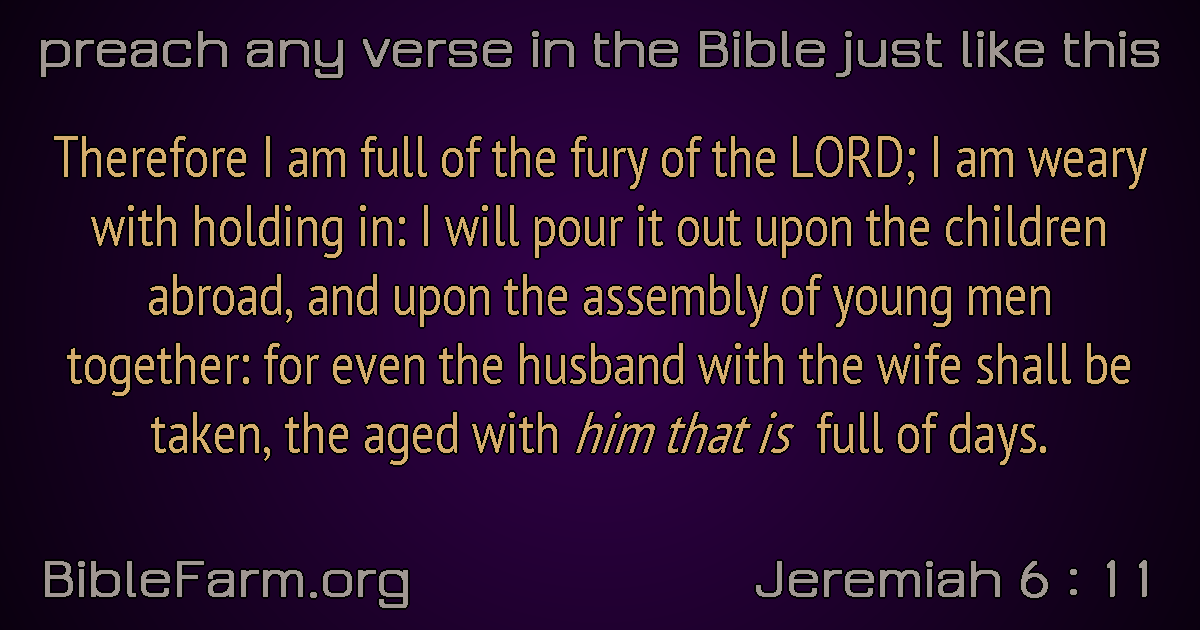 preach any verse in the Bible just like this
Therefore I am full of the fury of the LORD; I am weary
with holding in: I will pour it out upon the children
abroad, and upon the assembly of young men
together: for even the husband with the wife shall be
taken, the aged with him that is full of days.
BibleFarm.org
Jeremiah 6 : 11